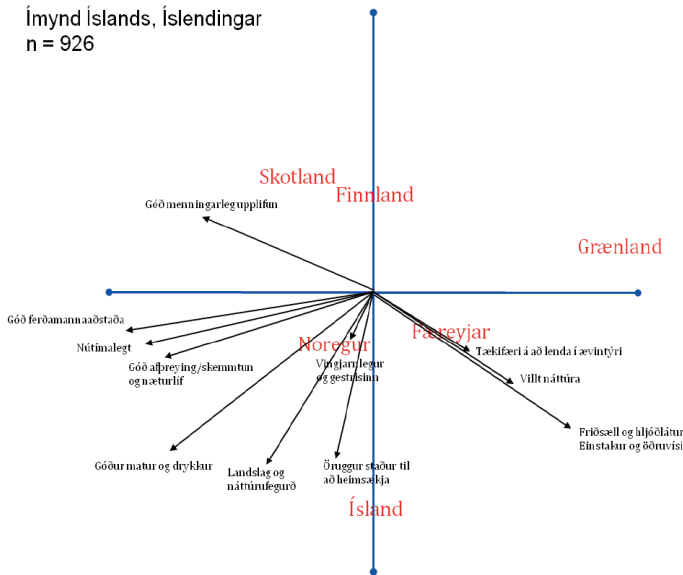 Ímynd Íslands, Íslendingar
n = 926
Skotland
Finnland
Góð menningarleg upplifun
Grænland
Góð ferðamannaaðstaða
Færeyjar
Nútímalegt
Noregur
Tækifæri á að lenda í ævintýri
Góð afþreying/skemmtun
og næturlíf
Vingjarnlegur
og gestrisinn
Villt náttúra
Friðsæll og hljóðlátur
Einstakur og öðruvísi
Góður matur og drykkur
Landslag og
náttúrufegurð
Öruggur staður til
að heimsækja
Ísland